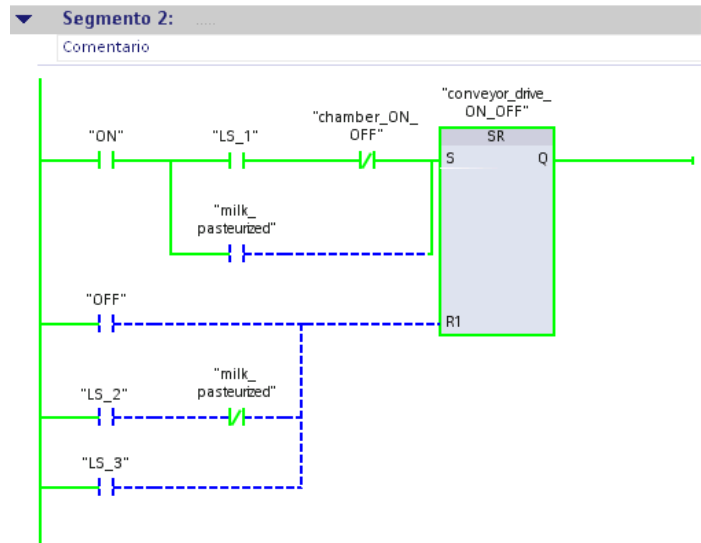 Segmento 2: .....
Comentario
"conveyor_drive_
ON_OFF"
"chamber_ON_
OFF"
"ON"
"LS_1"
SR
S
Q
"milk_
pasteurized"
"OFF"
R1
"milk_
pasteurized"
"LS_2"
"LS_3"